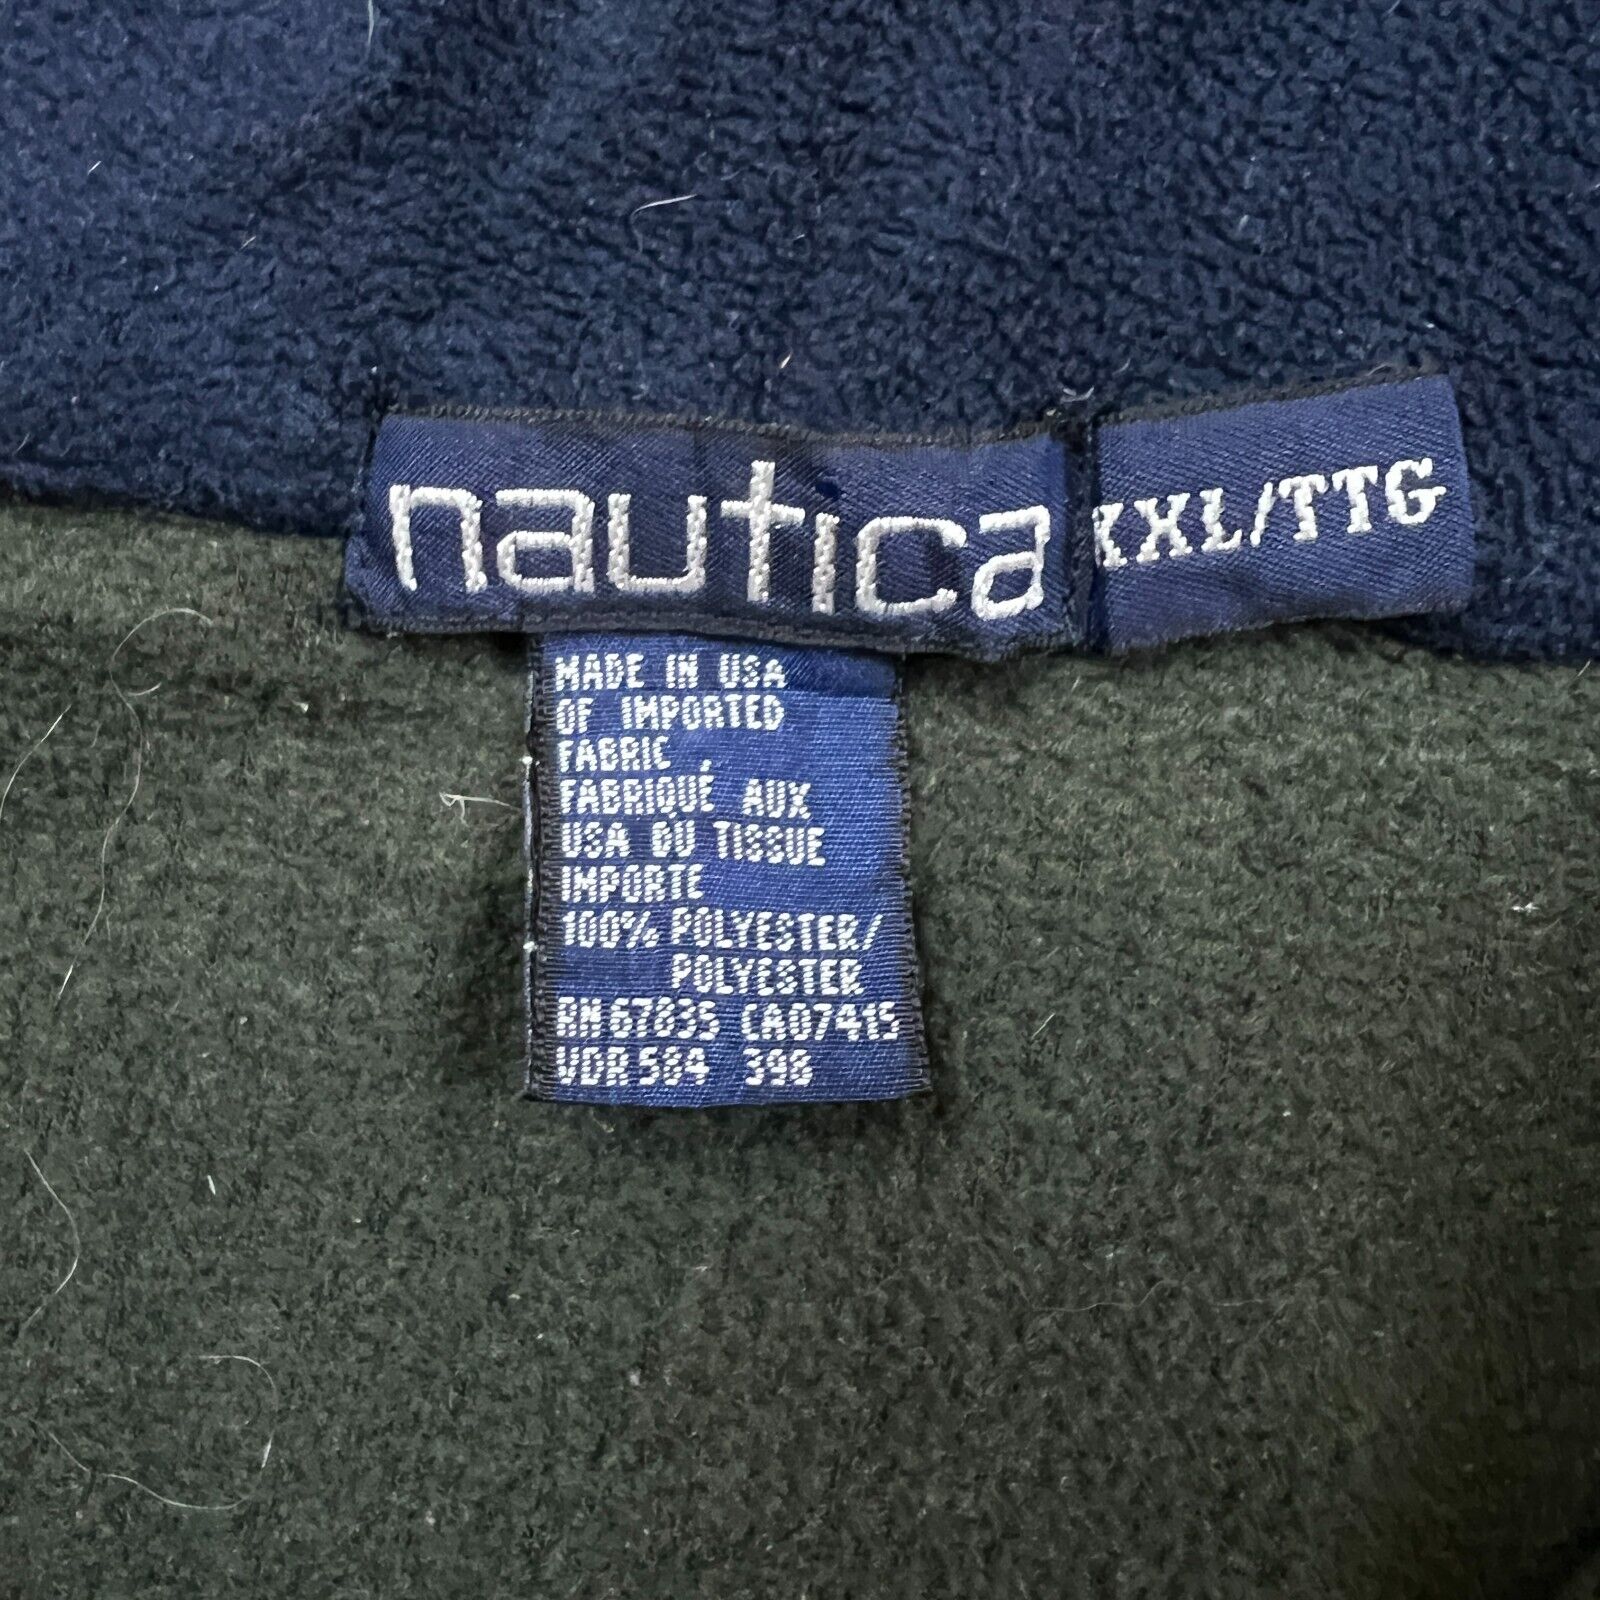 nautica
XXL/TTG
MADE IN USA
OF IMPORTED
FABRIC
FABRIQUÉ AUX
USA DU TISSUE
IMPORTE
100% POLYESTER/
POLYESTER
RN 67835 CA07415
VDR 584 398